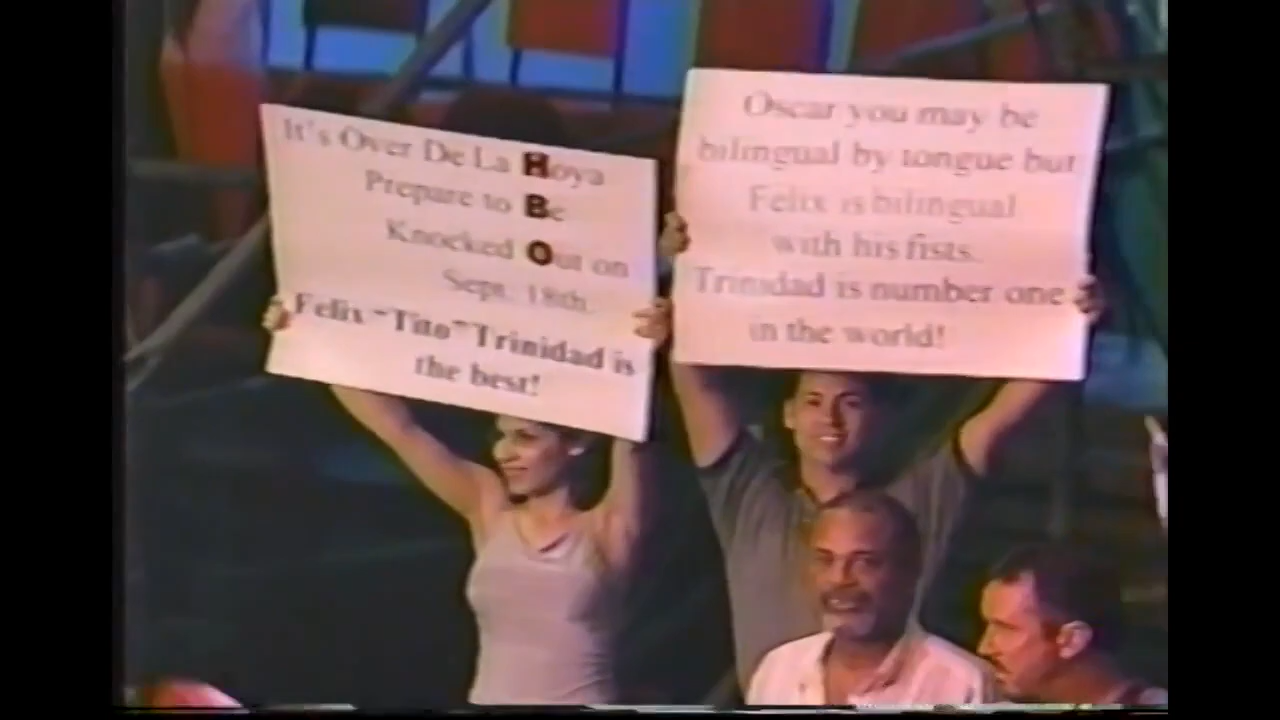 It's Over De La Hoya
Prepare to Be
Knocked Out on
Sept. 18th.
Felix "Tito" Trinidad is
the best!
Oscar you may be
bilingual by tongue but
Felix is bilingual
with his fists.
Trinidad is number one
in the world!